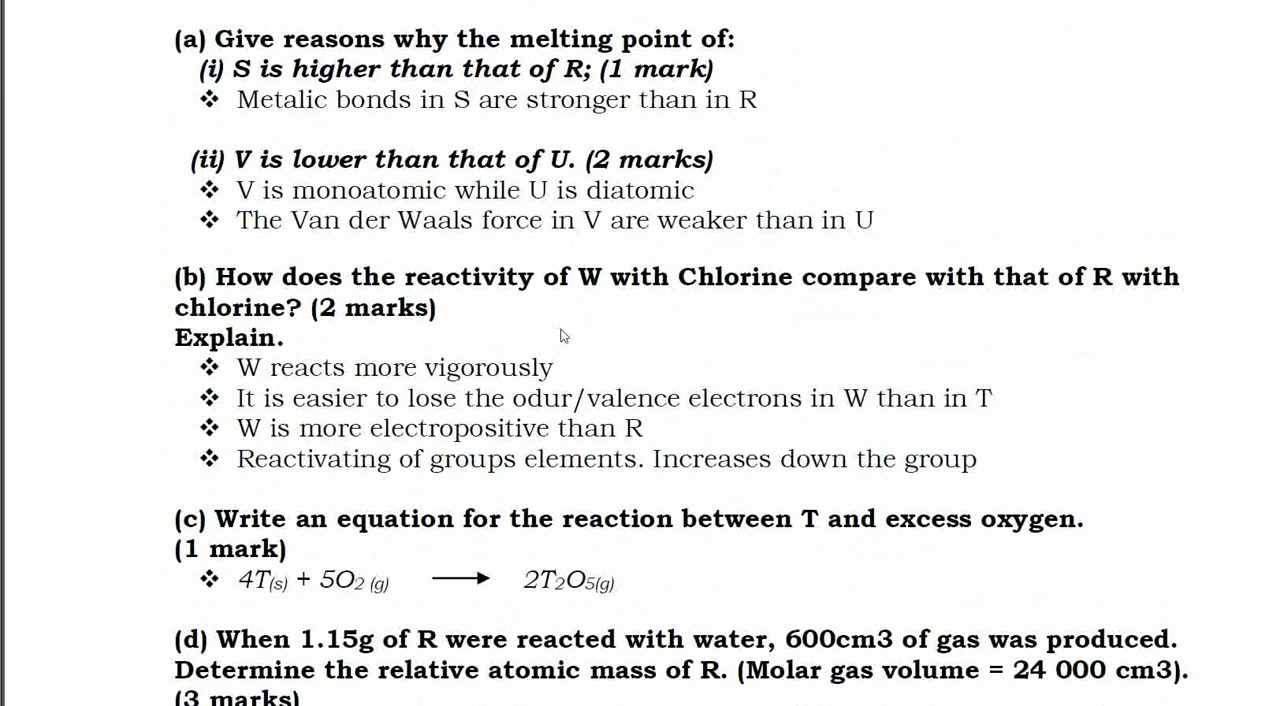 (a) Give reasons why the melting point of:
(i) S is higher than that of R; (1 mark)
❖ Metalic bonds in S are stronger than in R
(ii) V is lower than that of U. (2 marks)
❖ V is monoatomic while U is diatomic
❖ The Van der Waals force in V are weaker than in U
(b) How does the reactivity of W with Chlorine compare with that of R with
chlorine? (2 marks)
Explain.
❖ W reacts more vigorously
❖ It is easier to lose the odur/valence electrons in W than in T
❖ W is more electropositive than R
❖ Reactivating of groups elements. Increases down the group
(c) Write an equation for the reaction between T and excess oxygen.
(1 mark)
❖ 4T(s) + 5O2 (g) ⟶ 2T2O5(g)
(d) When 1.15g of R were reacted with water, 600cm3 of gas was produced.
Determine the relative atomic mass of R. (Molar gas volume = 24 000 cm3).
(3 marks)